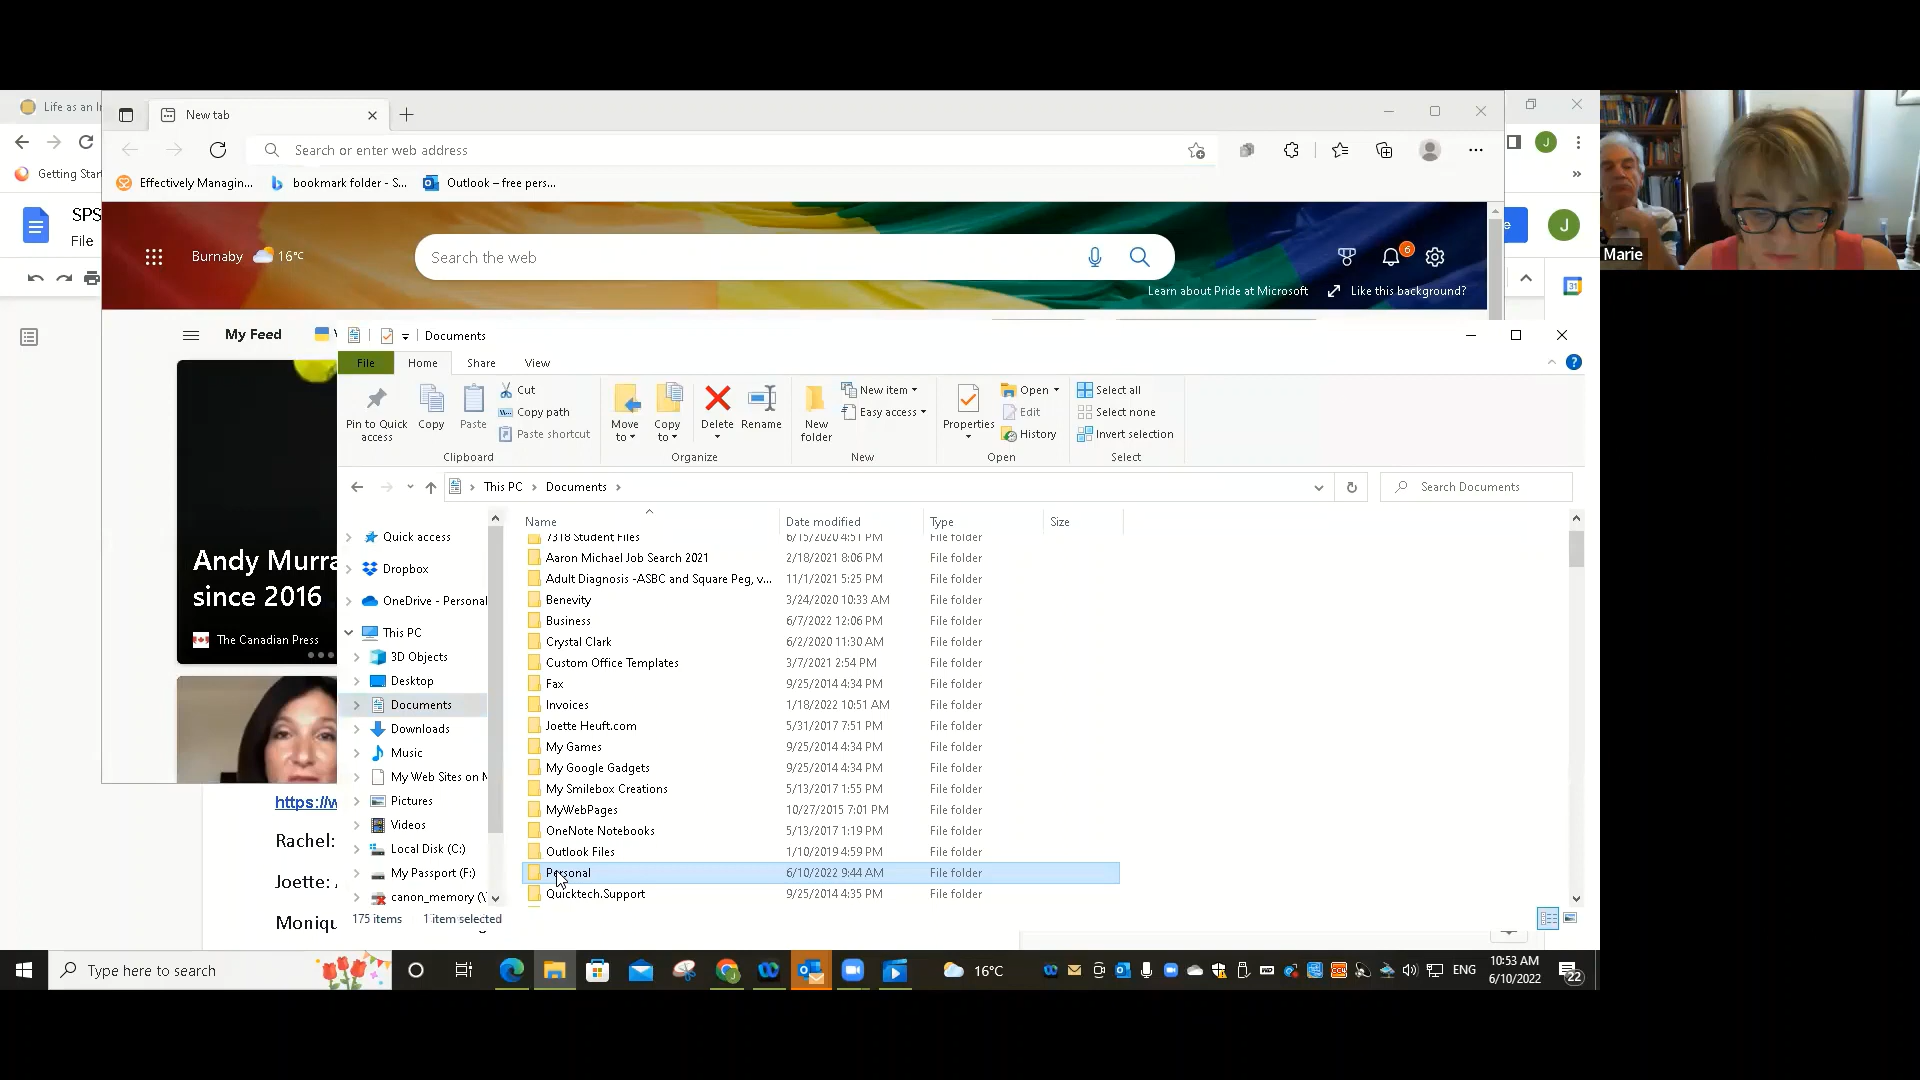 Life as an I
New tab
Search or enter web address
Getting Star
Effectively Managin...
bookmark folder - S...
Outlook – free pers...
SPS
File
Burnaby
16°C
Search the web
6
Learn about Pride at Microsoft
Like this background?
J
J
e
31
Marie
My Feed
Andy Murra
since 2016
The Canadian Press
Documents
File
Home
Share
View
Pin to Quick
access
Copy
Paste
Cut
Copy path
Paste shortcut
Clipboard
Move
to
Copy
to
Delete
Rename
Organize
New
folder
New item
Easy access
New
Properties
Open
Edit
History
Open
Select all
Select none
Invert selection
Select
This PC
Documents
Search Documents
Quick access
Dropbox
OneDrive - Personal
This PC
3D Objects
Desktop
Documents
Downloads
Music
My Web Sites on M
Pictures
Videos
Local Disk (C:)
My Passport (F:)
canon_memory (\
Name Date modified Type Size
7318 Student Files 6/15/2020 4:51 PM File folder
Aaron Michael Job Search 2021 2/18/2021 8:06 PM File folder
Adult Diagnosis -ASBC and Square Peg, v... 11/1/2021 5:25 PM File folder
Benevity 3/24/2020 10:33 AM File folder
Business 6/7/2022 12:06 PM File folder
Crystal Clark 6/2/2020 11:30 AM File folder
Custom Office Templates 3/7/2021 2:54 PM File folder
Fax 9/25/2014 4:34 PM File folder
Invoices 1/18/2022 10:51 AM File folder
Joette Heuft.com 5/31/2017 7:51 PM File folder
My Games 9/25/2014 4:34 PM File folder
My Google Gadgets 9/25/2014 4:34 PM File folder
My Smilebox Creations 5/13/2017 1:55 PM File folder
MyWebPages 10/27/2015 7:01 PM File folder
OneNote Notebooks 5/13/2017 1:19 PM File folder
Outlook Files 1/10/2019 4:59 PM File folder
Personal 6/10/2022 9:44 AM File folder
Quicktech.Support 9/25/2014 4:35 PM File folder
175 items
1 item selected
https://w
Rachel:
Joette:
Moniqu
Type here to search
16°C
ENG
10:53 AM
6/10/2022
22